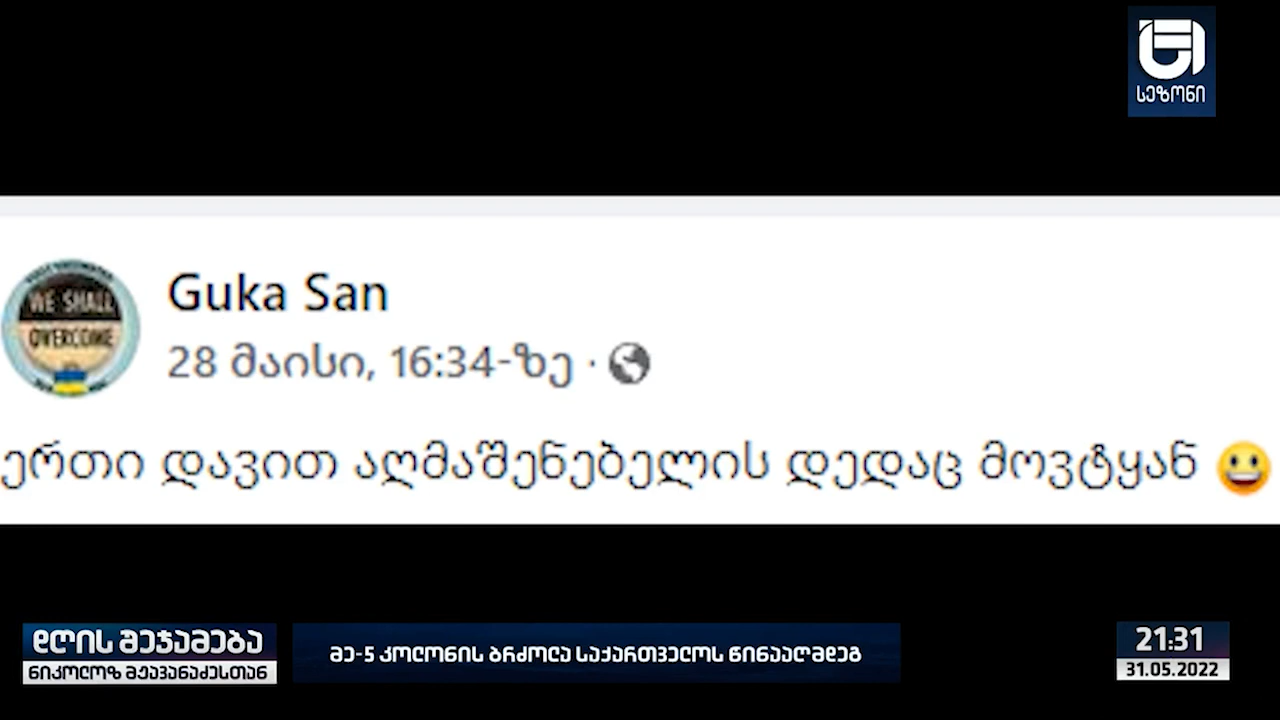 სეზონი
WE SHALL
OVERCOME
Guka San
28 მაისი, 16:34-ზე ·
ერთი დავით აღმაშენებელის დედაც მოვტყან 😀
დღის შეჯამება
ნიკოლოზ მჟავანაძესთან
მე-5 კოლონის ბრძოლა საქართველოს წინააღმდეგ
21:31
31.05.2022